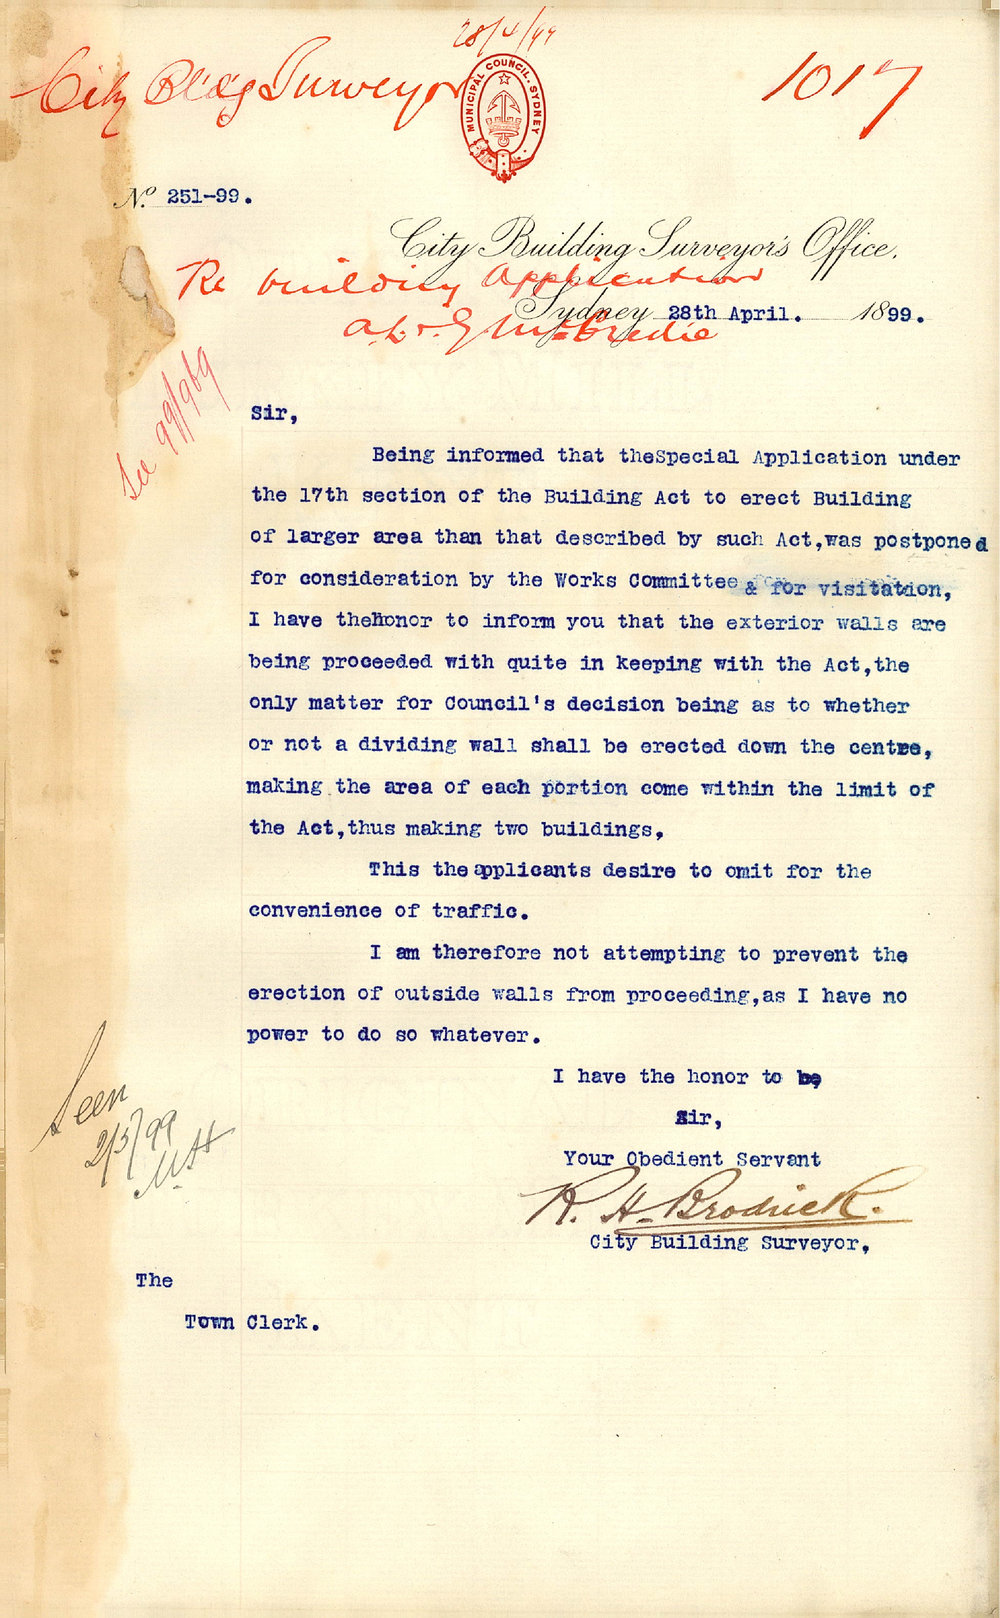 28/4/99
City Bldg Surveyor
1017
MUNICIPAL COUNCIL. SYDNEY
No. 251-99.
City Building Surveyor's Office.
Re building Application
Sydney 28th April. 1899.
A. L. & G McCredie
See 99/969
Sir,
Being informed that theSpecial Application under
the 17th section of the Building Act to erect Building
of larger area than that described by such Act,was postponed
for consideration by the Works Committee & for visitation,
I have theHonor to inform you that the exterior walls are
being proceeded with quite in keeping with the Act,the
only matter for Council's decision being as to whether
or not a dividing wall shall be erected down the centre,
making the area of each portion come within the limit of
the Act,thus making two buildings,
This the applicants desire to omit for the
convenience of traffic.
I am therefore not attempting to prevent the
erection of outside walls from proceeding,as I have no
power to do so whatever.
I have the honor to be
Sir,
Your Obedient Servant
R. H. Brodrick.
City Building Surveyor,
Seen
2/5/99
The
Town Clerk.